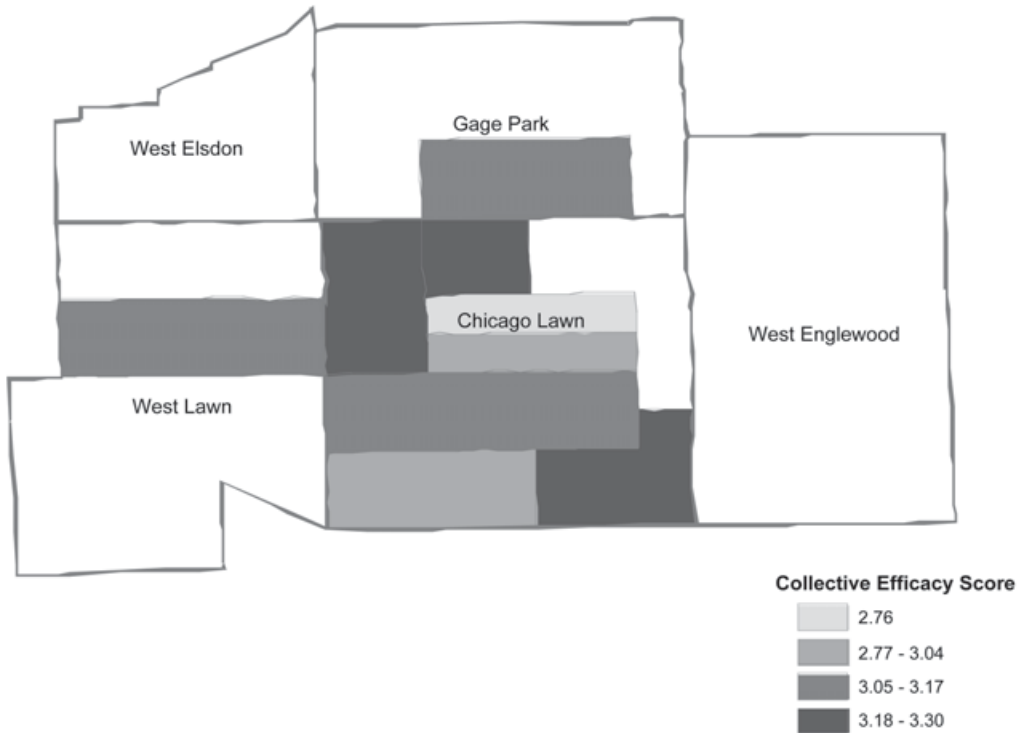 Gage Park
West Elsdon
Chicago Lawn
West Englewood
West Lawn
Collective Efficacy Score
2.76
2.77 - 3.04
3.05 - 3.17
3.18 - 3.30